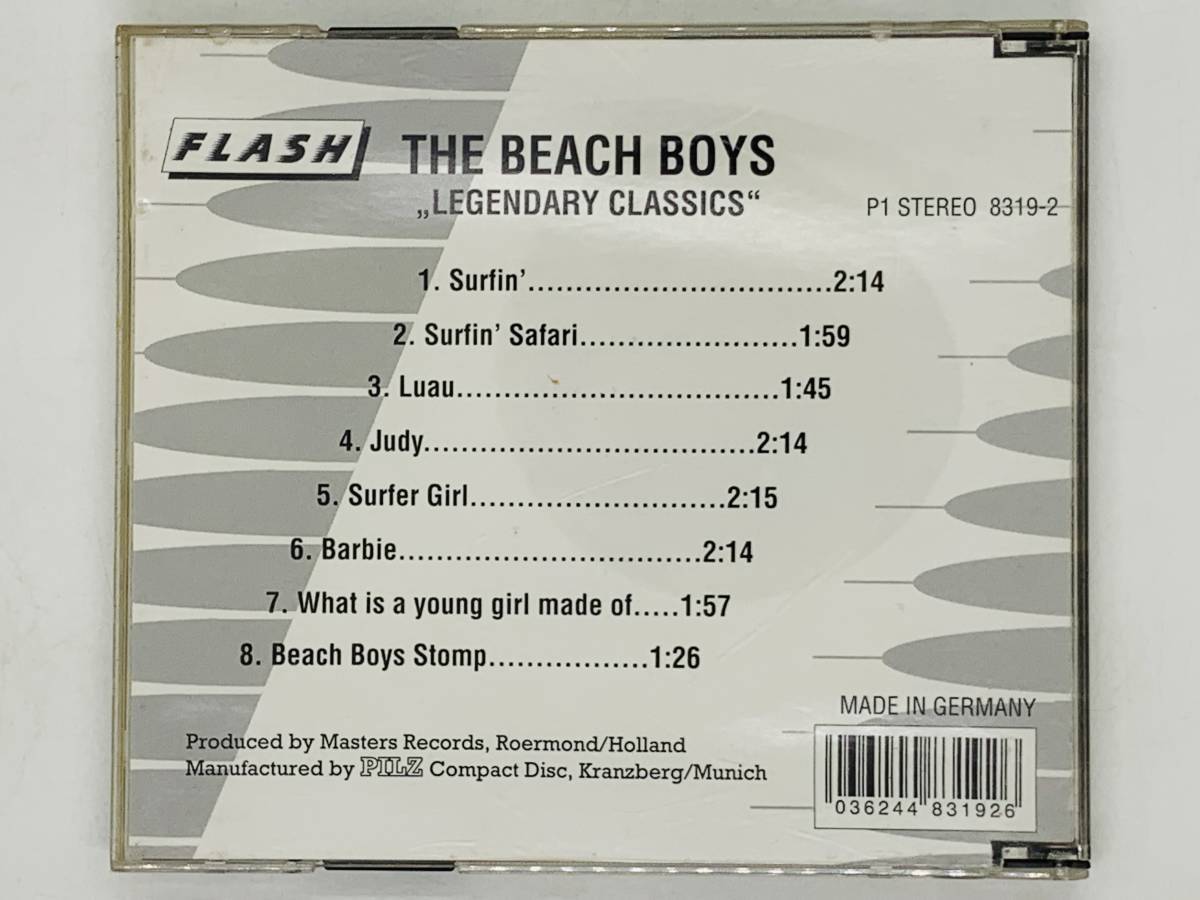 FLASH
THE BEACH BOYS
„LEGENDARY CLASSICS“
P1 STEREO 8319-2
1. Surfin’................................2:14
2. Surfin’ Safari.......................1:59
3. Luau..................................1:45
4. Judy...................................2:14
5. Surfer Girl...........................2:15
6. Barbie................................2:14
7. What is a young girl made of.....1:57
8. Beach Boys Stomp.................1:26
MADE IN GERMANY
Produced by Masters Records, Roermond/Holland
Manufactured by PILZ Compact Disc, Kranzberg/Munich
036244 831926